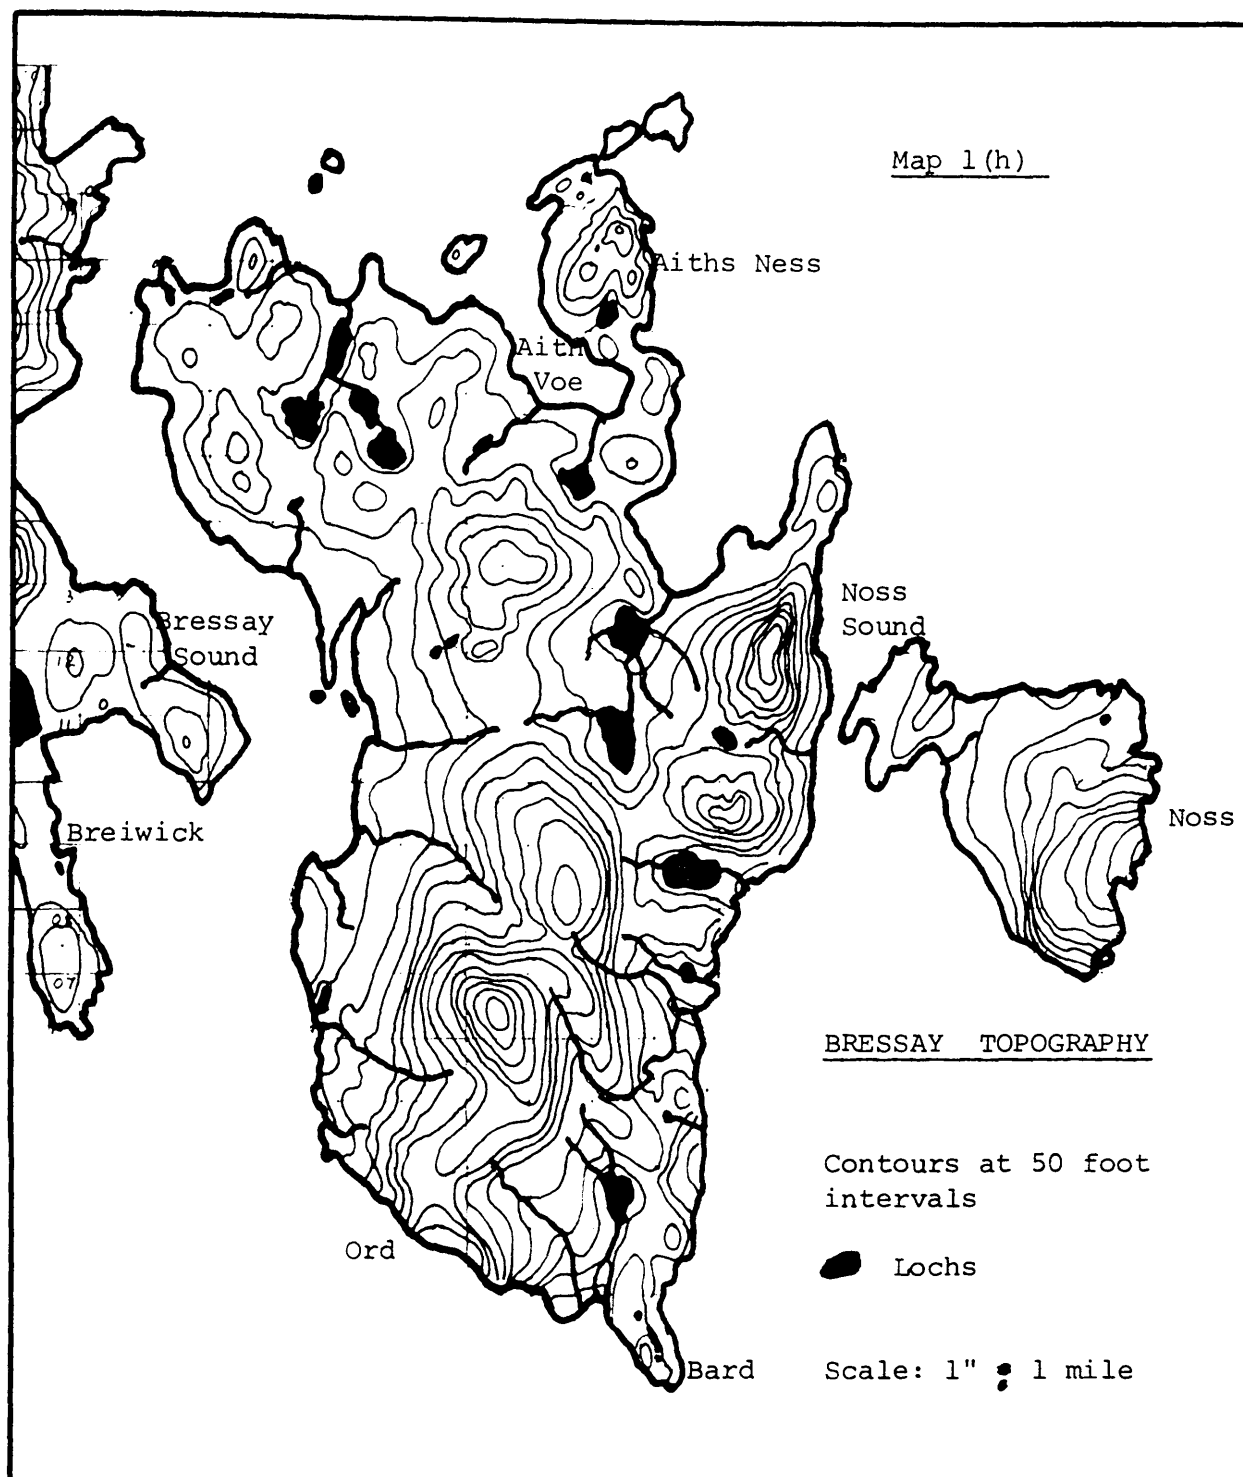 Map 1(h)
Aiths Ness
Aith
Voe
Noss
Sound
Bressay
Sound
Noss
Breiwick
BRESSAY TOPOGRAPHY
Contours at 50 foot
intervals
Ord
Lochs
Bard
Scale: 1" : 1 mile
07